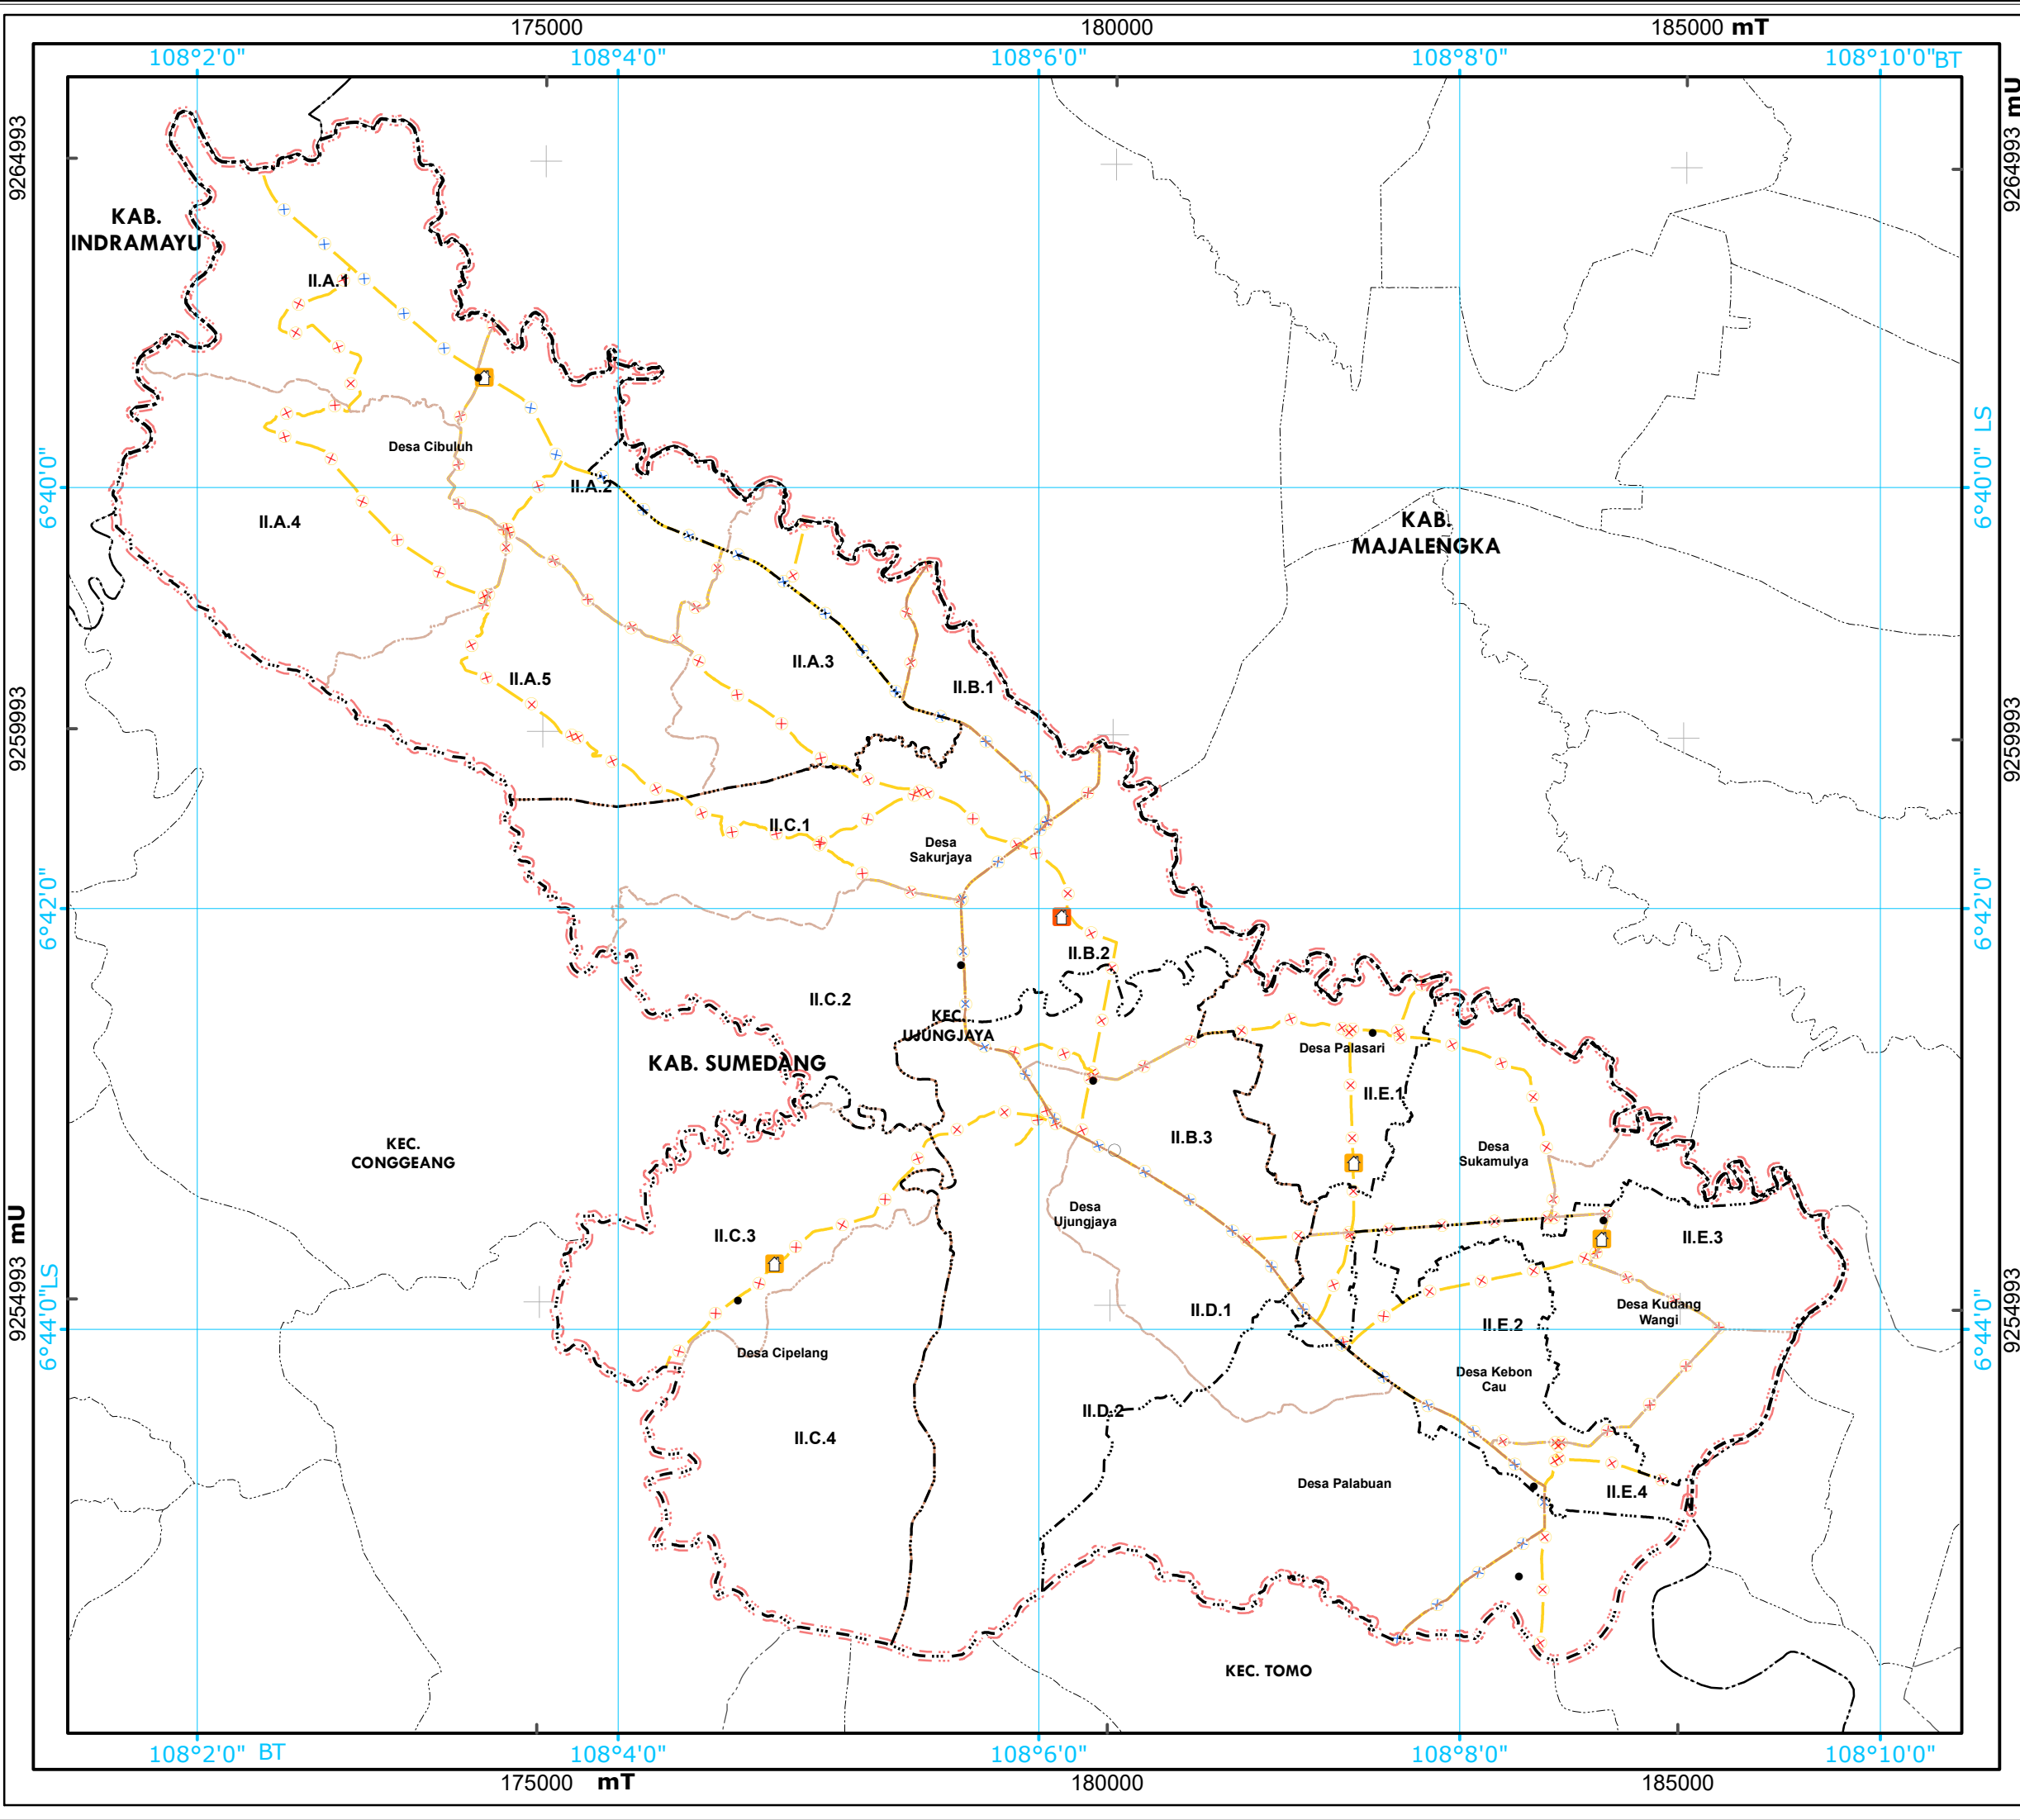 175000 180000 185000 mT
108°2'0" 108°4'0" 108°6'0" 108°8'0" 108°10'0" BT
9264993
9264993 mU
KAB.
INDRAMAYU
II.A.1
Desa Cibuluh
6°40'0"
6°40'0" LS
II.A.2
II.A.4
KAB.
MAJALENGKA
II.A.3
II.A.5
II.B.1
9259993
9259993
II.C.1
Desa
Sakurjaya
6°42'0"
6°42'0"
II.B.2
II.C.2
KEC.
UJUNGJAYA
KAB. SUMEDANG
Desa Palasari
II.E.1
II.B.3
KEC.
CONGGEANG
Desa
Sukamulya
Desa
Ujungjaya
II.C.3
II.E.3
9254993 mU
9254993
II.D.1
Desa Kudang
Wangi
II.E.2
6°44'0" LS
6°44'0"
Desa Cipelang
Desa Kebon
Cau
II.D.2
II.C.4
Desa Palabuan
II.E.4
KEC. TOMO
108°2'0" BT 108°4'0" 108°6'0" 108°8'0" 108°10'0"
175000 mT 180000 185000